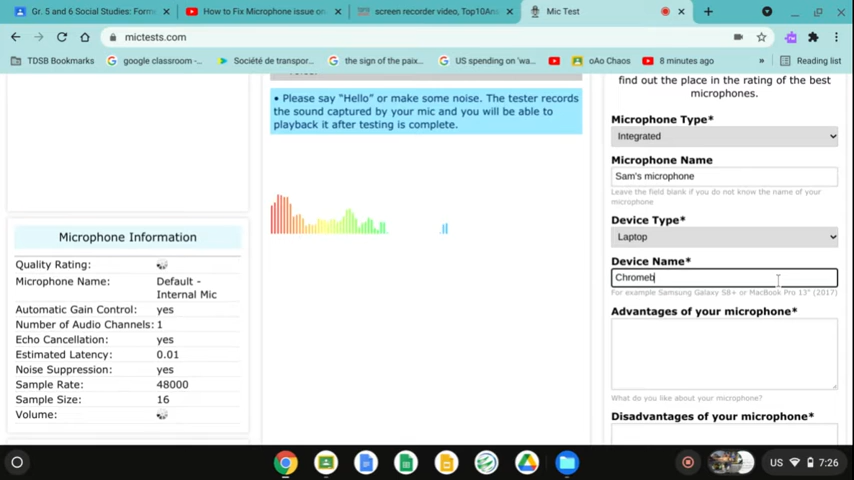 Gr. 5 and 6 Social Studies: Form
How to Fix Microphone issue on
screen recorder video, Top10An
Mic Test
mictests.com
TDSB Bookmarks
google classroom -...
Société de transpor...
the sign of the paix...
US spending on 'wa...
oAo Chaos
8 minutes ago
»
Reading list
• Please say “Hello” or make some noise. The tester records
the sound captured by your mic and you will be able to
playback it after testing is complete.
Microphone Information
Quality Rating:
Microphone Name: Default -
Internal Mic
Automatic Gain Control: yes
Number of Audio Channels: 1
Echo Cancellation: yes
Estimated Latency: 0.01
Noise Suppression: yes
Sample Rate: 48000
Sample Size: 16
Volume:
find out the place in the rating of the best
microphones.
Microphone Type*
Integrated
Microphone Name
Sam's microphone
Leave the field blank if you do not know the name of your
microphone
Device Type*
Laptop
Device Name*
Chromeb
For example Samsung Galaxy S8+ or MacBook Pro 13" (2017)
Advantages of your microphone*
What do you like about your microphone?
Disadvantages of your microphone*
US
7:26